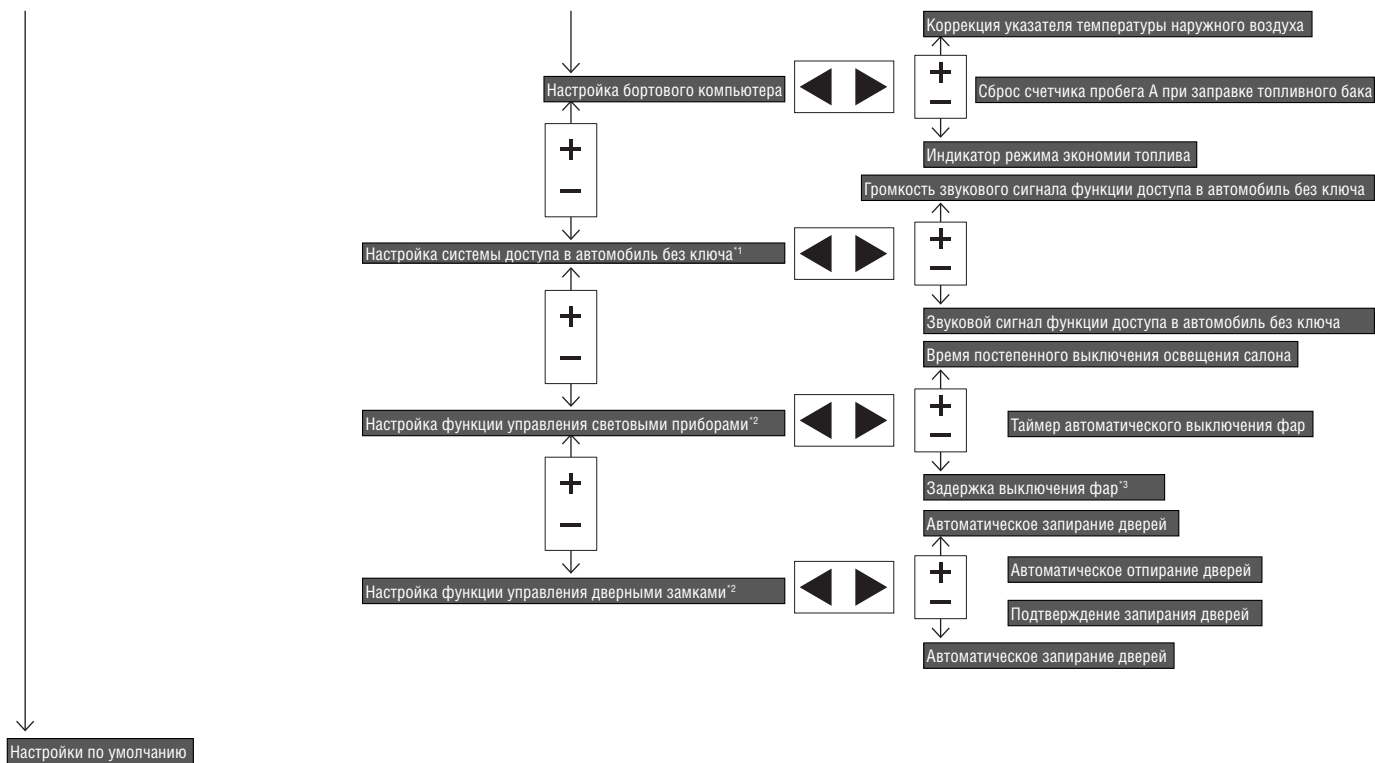 Коррекция указателя температуры наружного воздуха
+
Настройка бортового компьютера
Сброс счетчика пробега А при заправке топливного бака
−
+
−
Индикатор режима экономии топлива
Громкость звукового сигнала функции доступа в автомобиль без ключа
+
Настройка системы доступа в автомобиль без ключа*1
−
+
−
Звуковой сигнал функции доступа в автомобиль без ключа
Время постепенного выключения освещения салона
+
Настройка функции управления световыми приборами*2
Таймер автоматического выключения фар
−
+
−
Задержка выключения фар*3
Автоматическое запирание дверей
+
Автоматическое отпирание дверей
Настройка функции управления дверными замками*2
−
Подтверждение запирания дверей
Автоматическое запирание дверей
Настройки по умолчанию